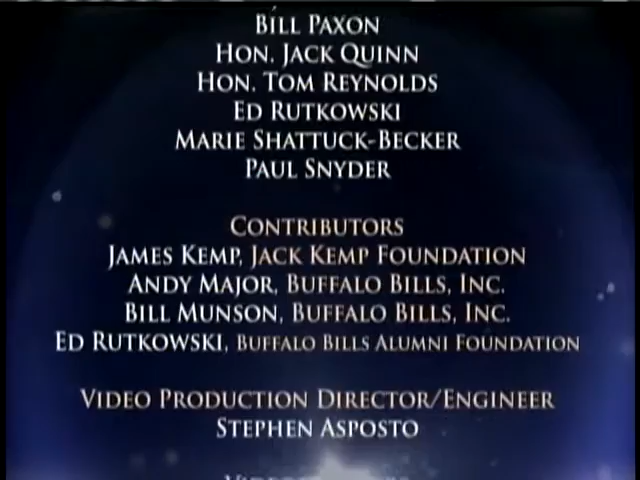 BILL PAXON
HON. JACK QUINN
HON. TOM REYNOLDS
ED RUTKOWSKI
MARIE SHATTUCK-BECKER
PAUL SNYDER
CONTRIBUTORS
JAMES KEMP, JACK KEMP FOUNDATION
ANDY MAJOR, BUFFALO BILLS, INC.
BILL MUNSON, BUFFALO BILLS, INC.
ED RUTKOWSKI, BUFFALO BILLS ALUMNI FOUNDATION
VIDEO PRODUCTION DIRECTOR/ENGINEER
STEPHEN ASPOSTO